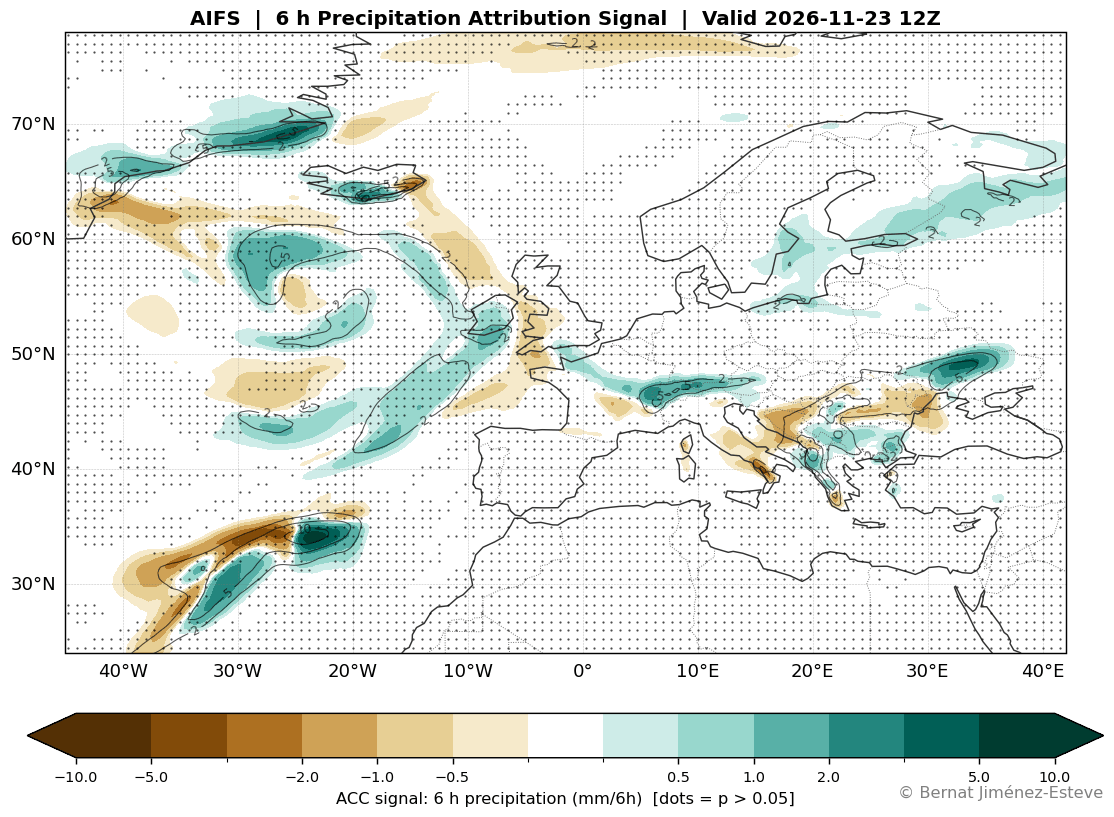 AIFS | 6 h Precipitation Attribution Signal | Valid 2026-11-23 12Z
70°N
60°N
50°N
40°N
30°N
40°W 30°W 20°W 10°W 0° 10°E 20°E 30°E 40°E
−10.0 −5.0 −2.0 −1.0 −0.5 0.5 1.0 2.0 5.0 10.0
ACC signal: 6 h precipitation (mm/6h) [dots = p > 0.05]
© Bernat Jiménez-Esteve